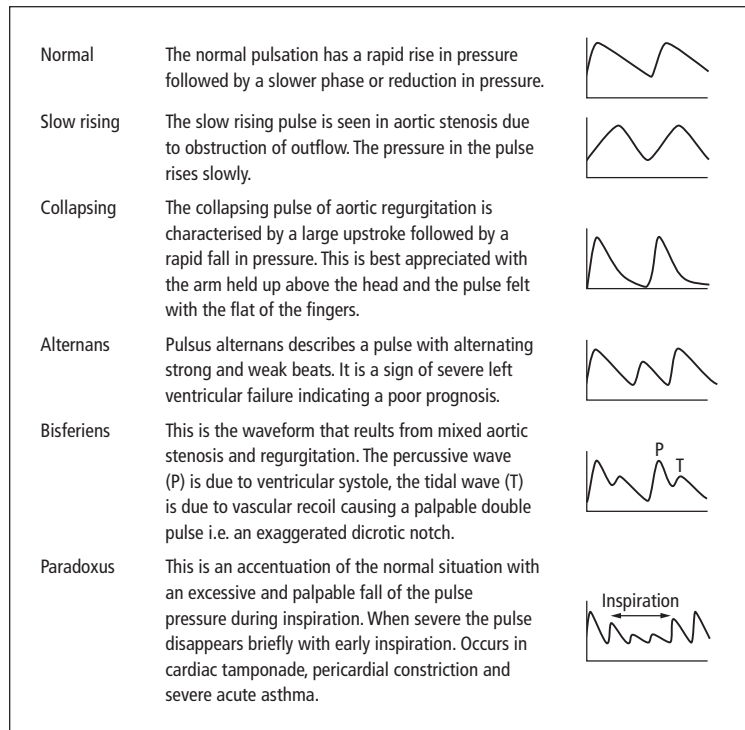 Normal The normal pulsation has a rapid rise in pressure
followed by a slower phase or reduction in pressure.
Slow rising The slow rising pulse is seen in aortic stenosis due
to obstruction of outflow. The pressure in the pulse
rises slowly.
Collapsing The collapsing pulse of aortic regurgitation is
characterised by a large upstroke followed by a
rapid fall in pressure. This is best appreciated with
the arm held up above the head and the pulse felt
with the flat of the fingers.
Alternans Pulsus alternans describes a pulse with alternating
strong and weak beats. It is a sign of severe left
ventricular failure indicating a poor prognosis.
Bisferiens This is the waveform that reults from mixed aortic
stenosis and regurgitation. The percussive wave
(P) is due to ventricular systole, the tidal wave (T)
is due to vascular recoil causing a palpable double
pulse i.e. an exaggerated dicrotic notch.
P
T
Paradoxus This is an accentuation of the normal situation with
an excessive and palpable fall of the pulse
pressure during inspiration. When severe the pulse
disappears briefly with early inspiration. Occurs in
cardiac tamponade, pericardial constriction and
severe acute asthma.
Inspiration